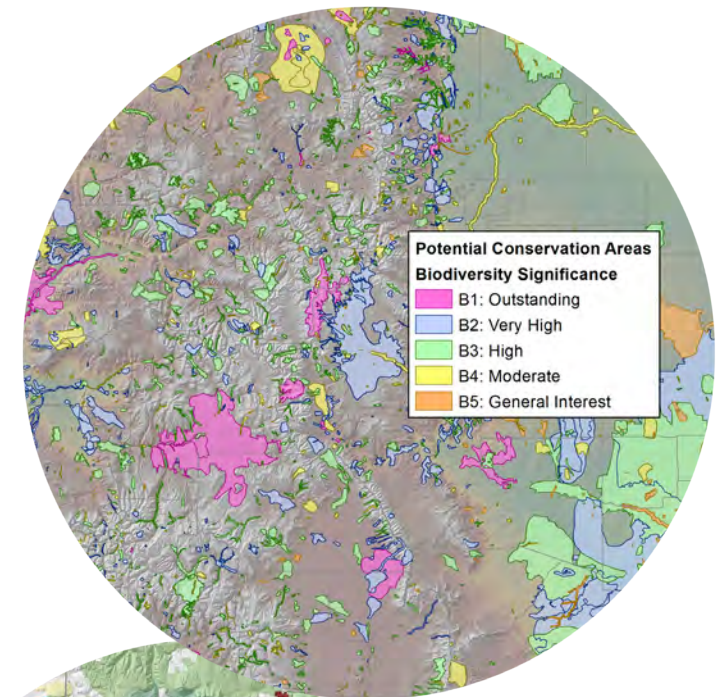 Potential Conservation Areas
Biodiversity Significance
B1: Outstanding
B2: Very High
B3: High
B4: Moderate
B5: General Interest